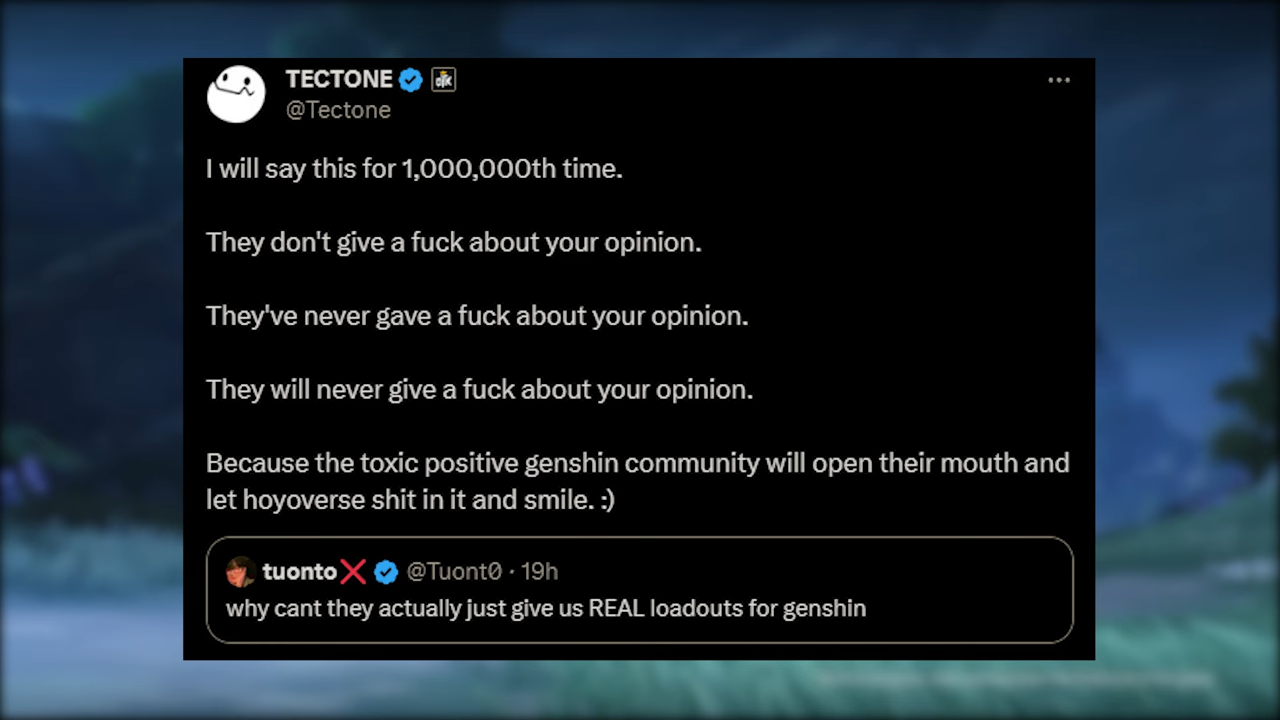 TECTONE
@Tectone
I will say this for 1,000,000th time.
They don't give a fuck about your opinion.
They've never gave a fuck about your opinion.
They will never give a fuck about your opinion.
Because the toxic positive genshin community will open their mouth and
let hoyoverse shit in it and smile. :)
tuonto❌ @Tuont0 · 19h
why cant they actually just give us REAL loadouts for genshin